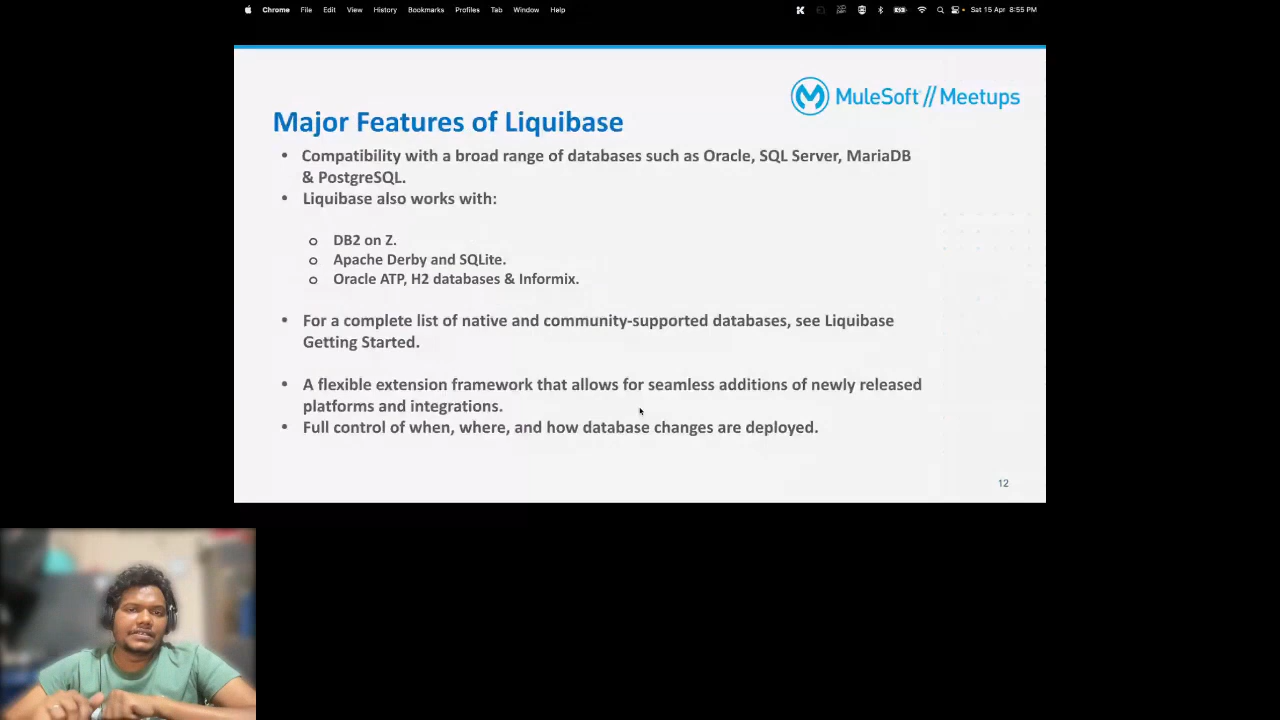 Chrome File Edit View History Bookmarks Profiles Tab Window Help Sat 15 Apr 8:55 PM
MuleSoft // Meetups
Major Features of Liquibase
• Compatibility with a broad range of databases such as Oracle, SQL Server, MariaDB
& PostgreSQL.
• Liquibase also works with:
o DB2 on Z.
o Apache Derby and SQLite.
o Oracle ATP, H2 databases & Informix.
• For a complete list of native and community-supported databases, see Liquibase
Getting Started.
• A flexible extension framework that allows for seamless additions of newly released
platforms and integrations.
• Full control of when, where, and how database changes are deployed.
12